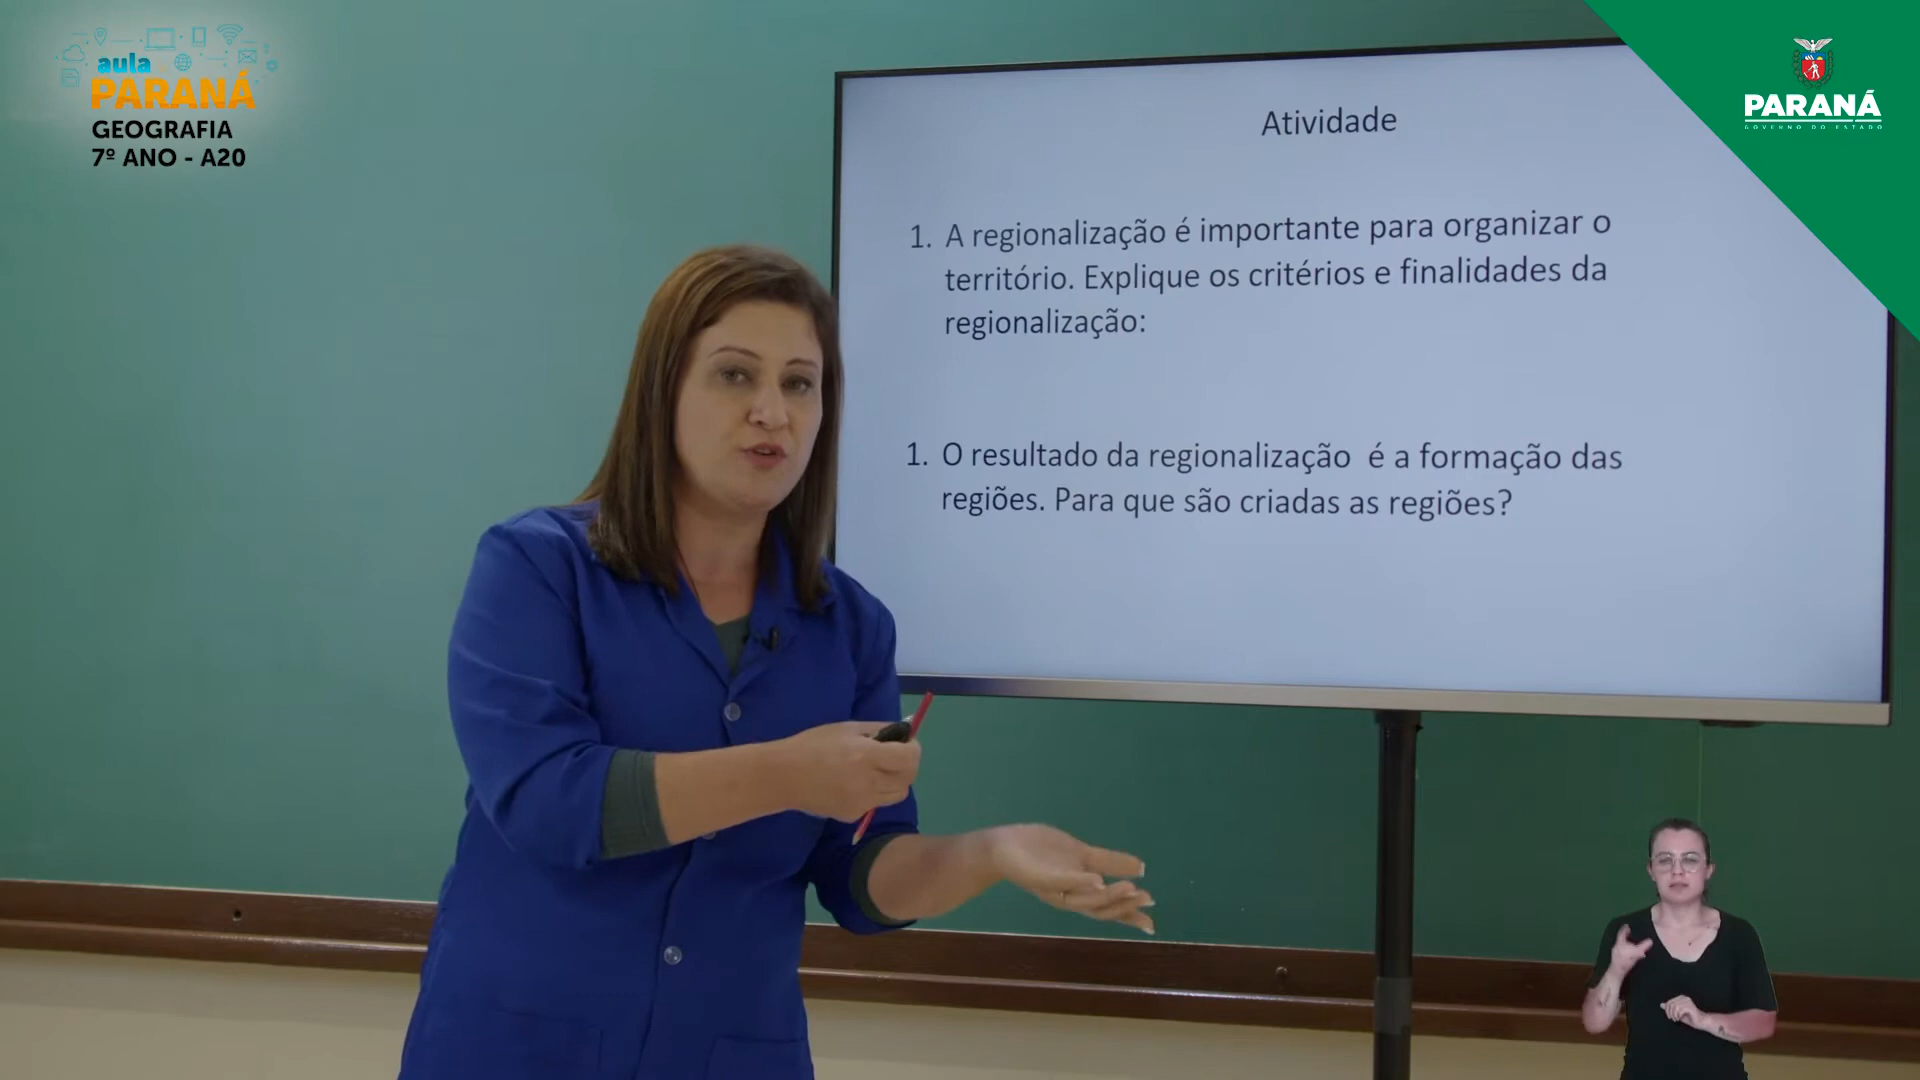 aula
PARANÁ
GEOGRAFIA
7º ANO - A20
PARANÁ
GOVERNO DO ESTADO
Atividade
1. A regionalização é importante para organizar o
território. Explique os critérios e finalidades da
regionalização:
1. O resultado da regionalização é a formação das
regiões. Para que são criadas as regiões?